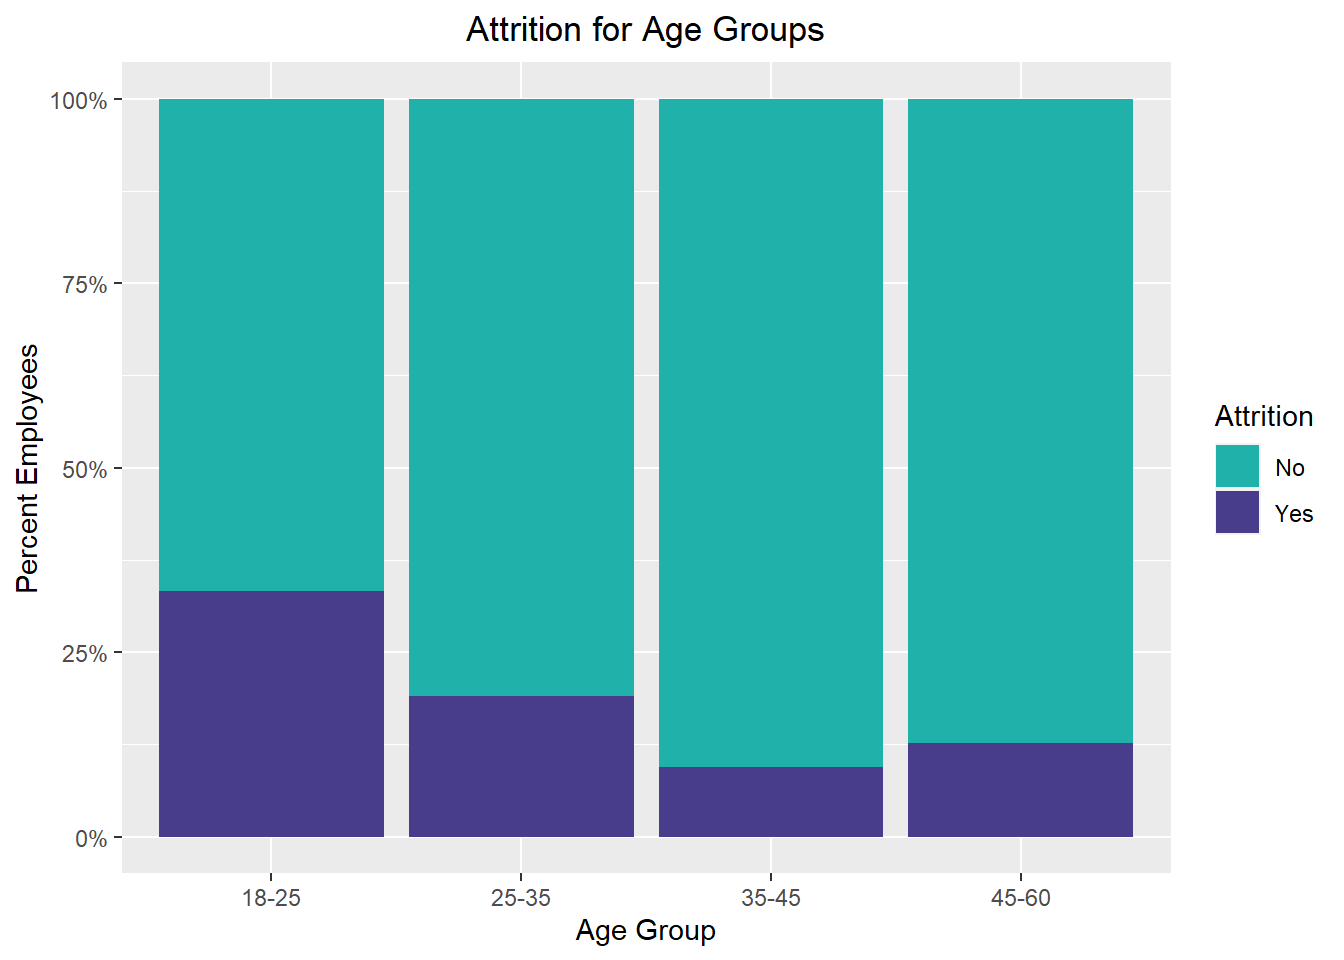 Attrition for Age Groups
100%
75%
50%
25%
0%
Percent Employees
18-25 25-35 35-45 45-60
Age Group
Attrition
No
Yes